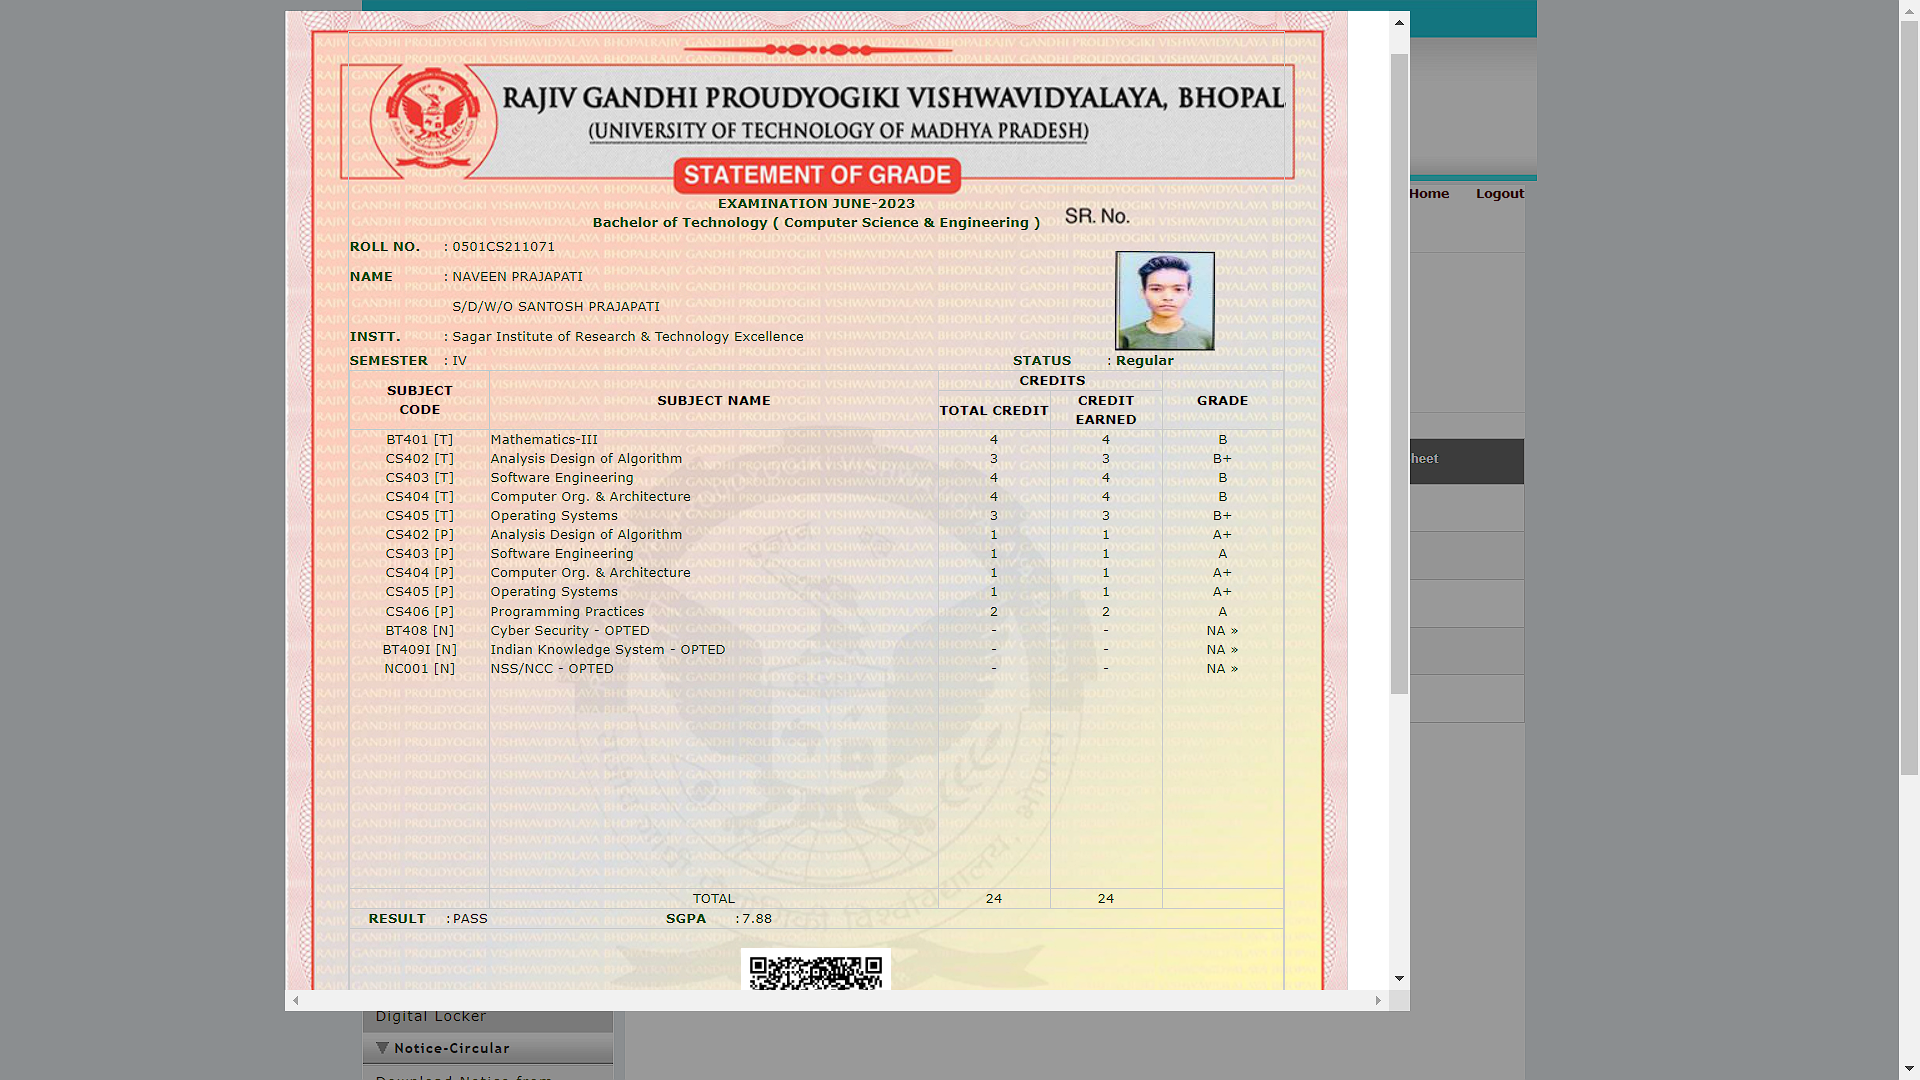 RAJIV GANDHI PROUDYOGIKI VISHWAVIDYALAYA, BHOPAL
(UNIVERSITY OF TECHNOLOGY OF MADHYA PRADESH)
STATEMENT OF GRADE
EXAMINATION JUNE-2023
Bachelor of Technology ( Computer Science & Engineering )
SR. No.
Home Logout
ROLL NO. : 0501CS211071
NAME : NAVEEN PRAJAPATI
S/D/W/O SANTOSH PRAJAPATI
INSTT. : Sagar Institute of Research & Technology Excellence
SEMESTER : IV STATUS : Regular
SUBJECT CODE SUBJECT NAME CREDITS GRADE
TOTAL CREDIT CREDIT EARNED
BT401 [T] Mathematics-III 4 4 B
CS402 [T] Analysis Design of Algorithm 3 3 B+
heet
CS403 [T] Software Engineering 4 4 B
CS404 [T] Computer Org. & Architecture 4 4 B
CS405 [T] Operating Systems 3 3 B+
CS402 [P] Analysis Design of Algorithm 1 1 A+
CS403 [P] Software Engineering 1 1 A
CS404 [P] Computer Org. & Architecture 1 1 A+
CS405 [P] Operating Systems 1 1 A+
CS406 [P] Programming Practices 2 2 A
BT408 [N] Cyber Security - OPTED - - NA »
BT409I [N] Indian Knowledge System - OPTED - - NA »
NC001 [N] NSS/NCC - OPTED - - NA »
TOTAL 24 24
RESULT : PASS SGPA : 7.88
Digital Locker
Notice-Circular
Download Notice from